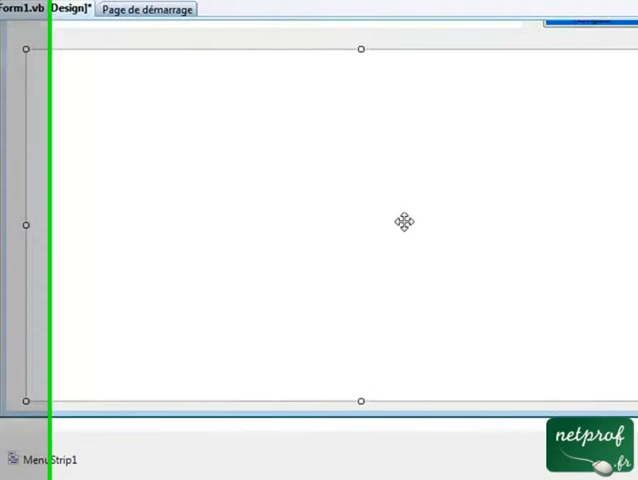 Form1.vb [Design]*
Page de démarrage
MenuStrip1
netprof
.fr